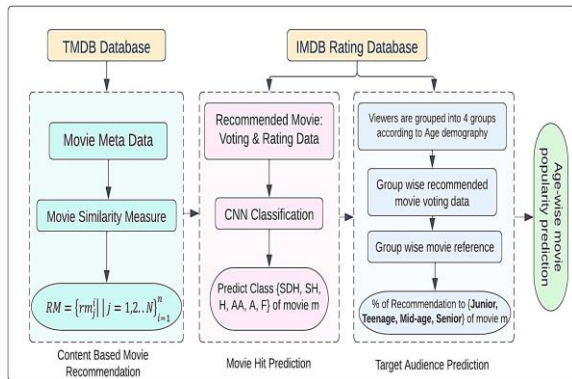 TMDB Database
IMDB Rating Database
Movie Meta Data
Movie Similarity Measure
RM = {rm_j^i || j = 1,2..N}_{i=1}^n
Content Based Movie
Recommendation
Recommended Movie:
Voting & Rating Data
CNN Classification
Predict Class {SDH, SH,
H, AA, A, F} of movie m
Movie Hit Prediction
Viewers are grouped into 4 groups
according to Age demography
Group wise recommended
movie voting data
Group wise movie reference
% of Recommendation to {Junior,
Teenage, Mid-age, Senior} of movie m
Target Audience Prediction
Age-wise movie
popularity prediction